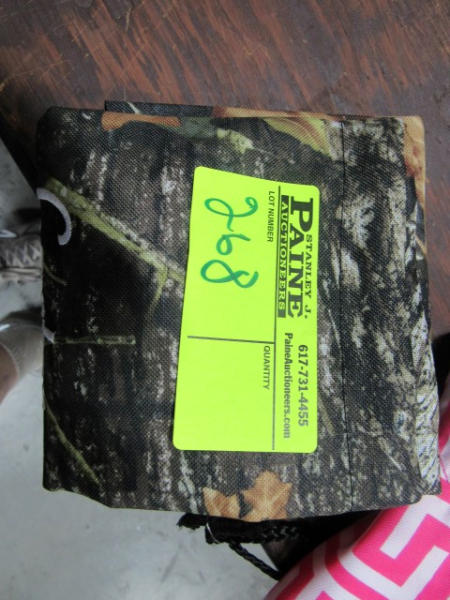 STANLEY J.
PAINE
AUCTIONEERS
617-731-4455
PaineAuctioneers.com
LOT NUMBER
268
QUANTITY